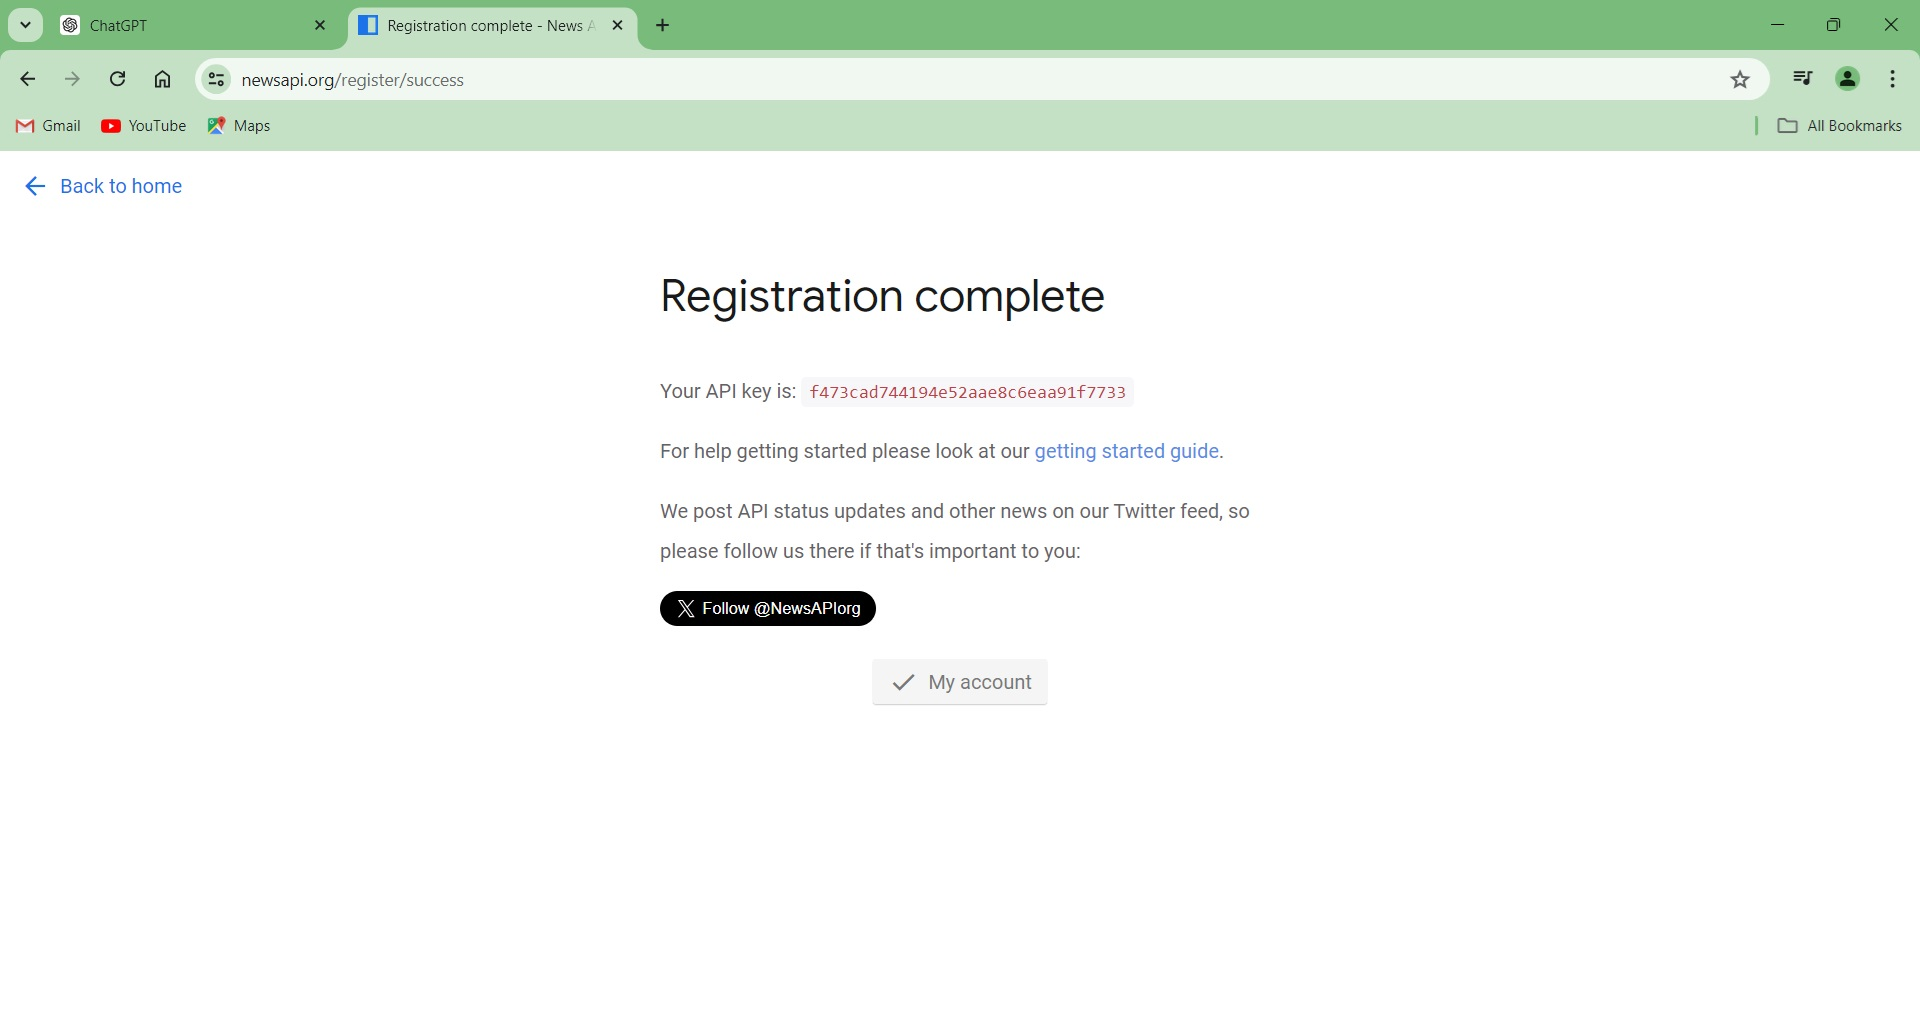 ChatGPT
Registration complete - News A
newsapi.org/register/success
Gmail YouTube Maps All Bookmarks
Back to home
Registration complete
Your API key is: f473cad744194e52aae8c6eaa91f7733
For help getting started please look at our getting started guide.
We post API status updates and other news on our Twitter feed, so
please follow us there if that's important to you:
Follow @NewsAPIorg
My account